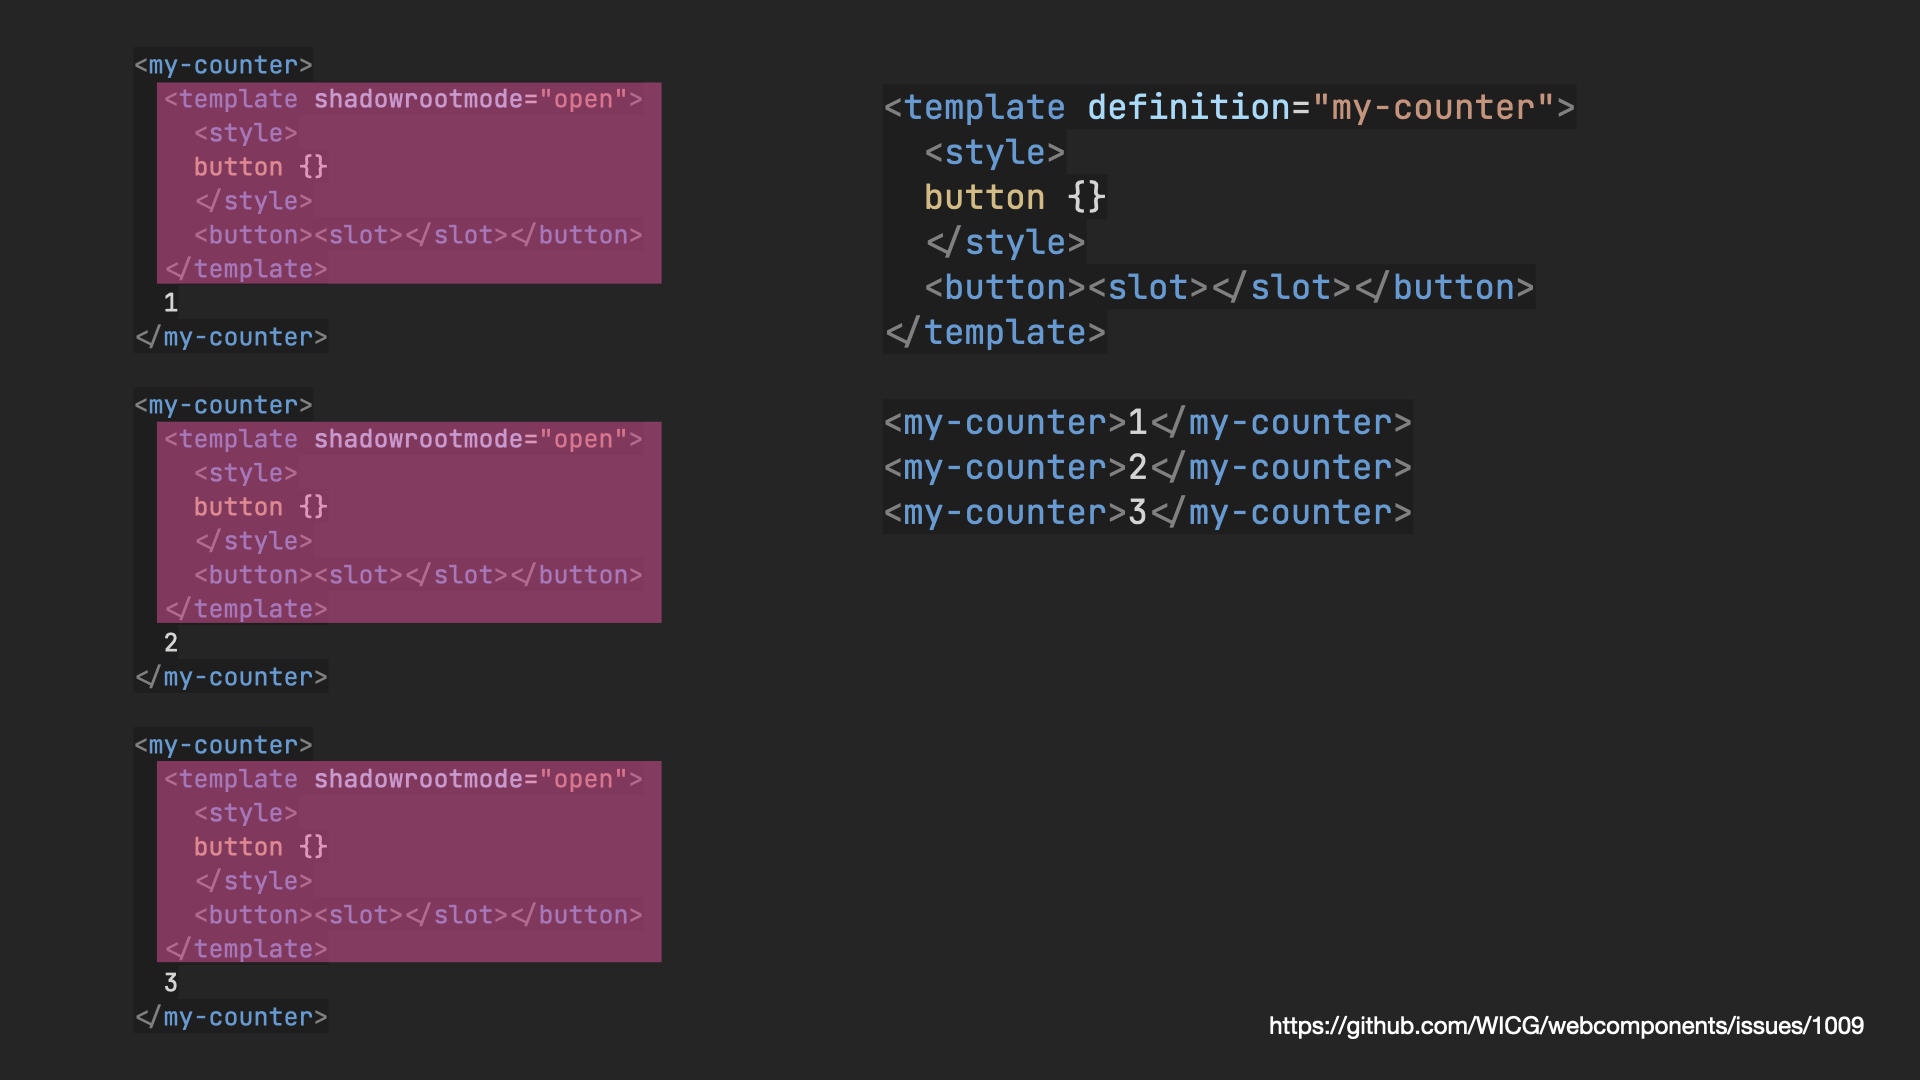 <my-counter>
  <template shadowrootmode="open">
    <style>
    button {}
    </style>
    <button><slot></slot></button>
  </template>
  1
</my-counter>
<my-counter>
  <template shadowrootmode="open">
    <style>
    button {}
    </style>
    <button><slot></slot></button>
  </template>
  2
</my-counter>
<my-counter>
  <template shadowrootmode="open">
    <style>
    button {}
    </style>
    <button><slot></slot></button>
  </template>
  3
</my-counter>
<template definition="my-counter">
  <style>
  button {}
  </style>
  <button><slot></slot></button>
</template>
<my-counter>1</my-counter>
<my-counter>2</my-counter>
<my-counter>3</my-counter>
https://github.com/WICG/webcomponents/issues/1009